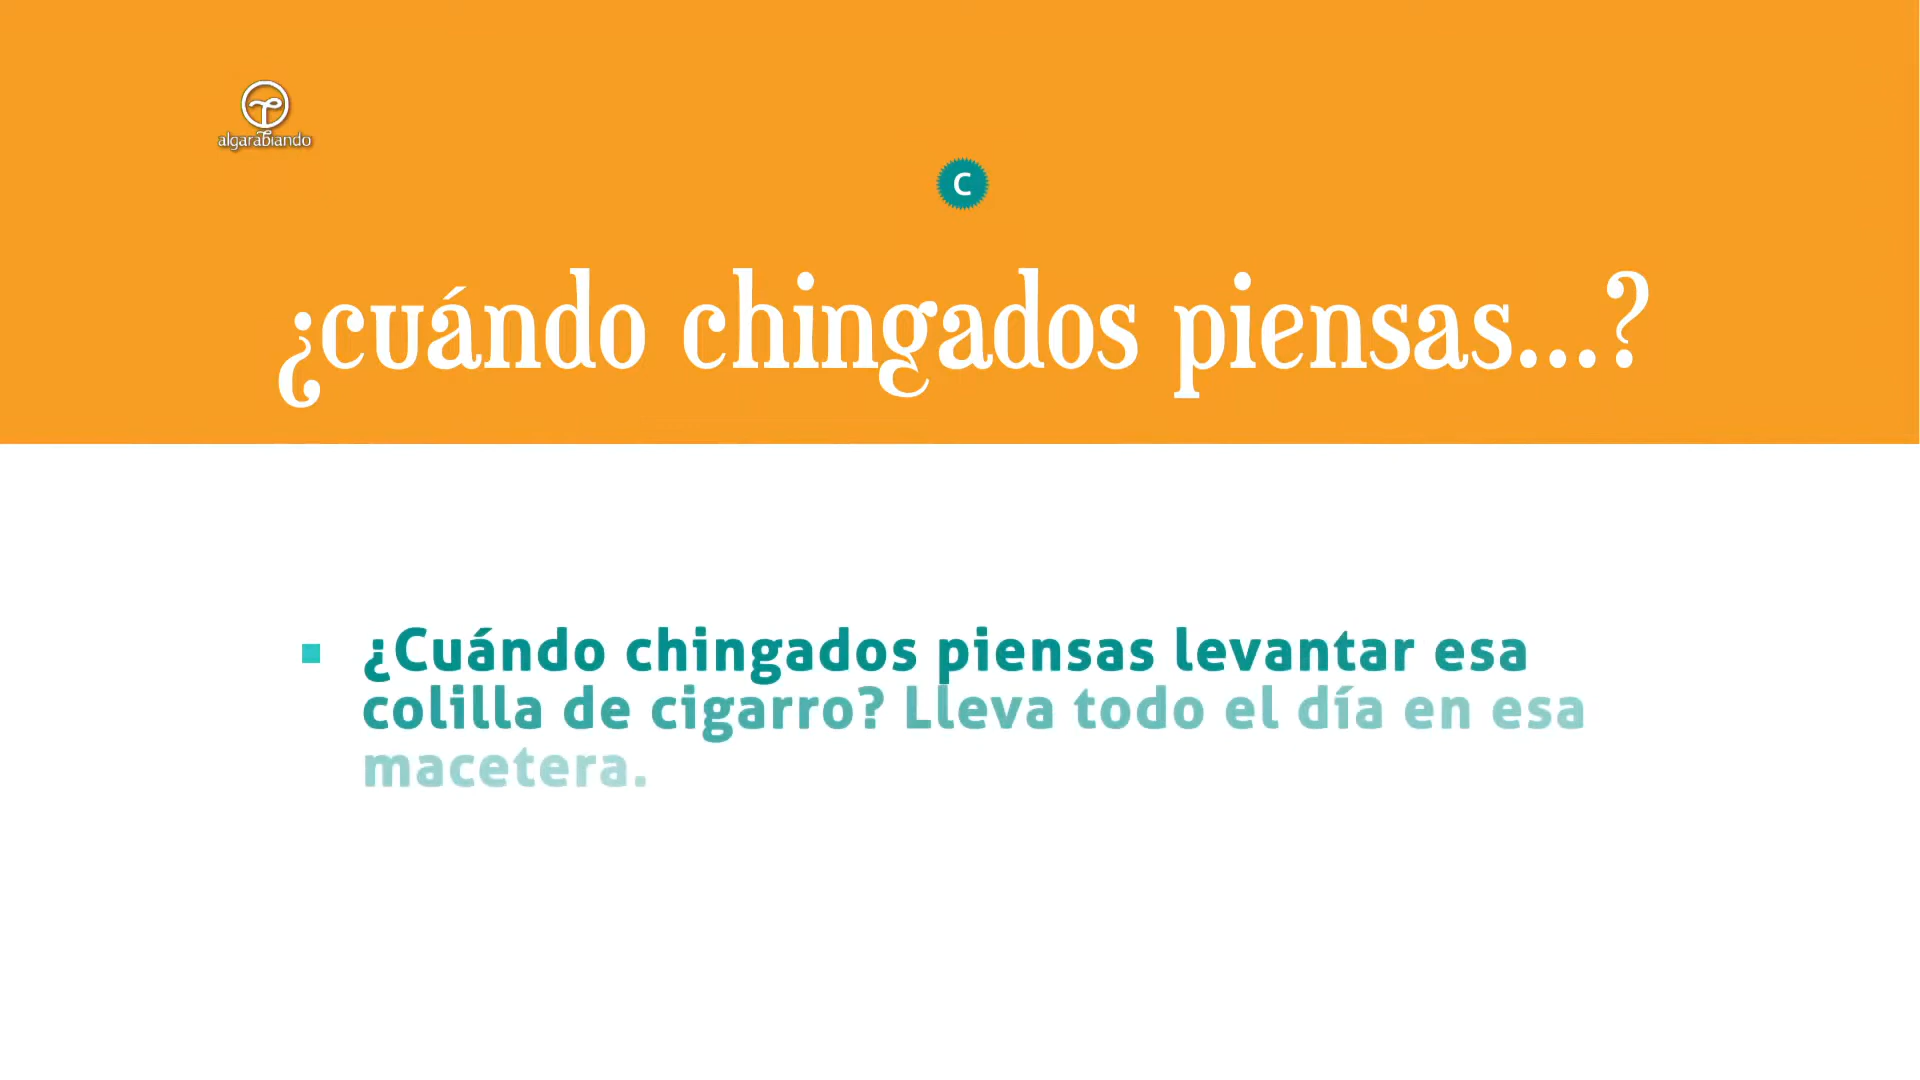 algarabiando
C
¿cuándo chingados piensas...?
¿Cuándo chingados piensas levantar esa
colilla de cigarro? Lleva todo el día en esa
macetera.